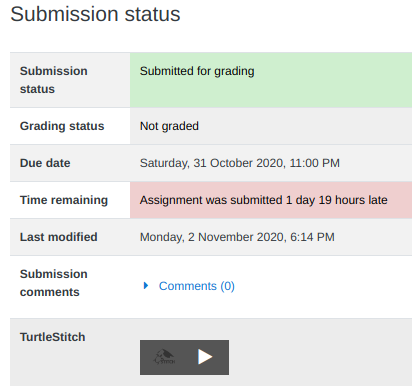 Submission status
Submission
status
Submitted for grading
Grading status
Not graded
Due date
Saturday, 31 October 2020, 11:00 PM
Time remaining
Assignment was submitted 1 day 19 hours late
Last modified
Monday, 2 November 2020, 6:14 PM
Submission
comments
Comments (0)
TurtleStitch